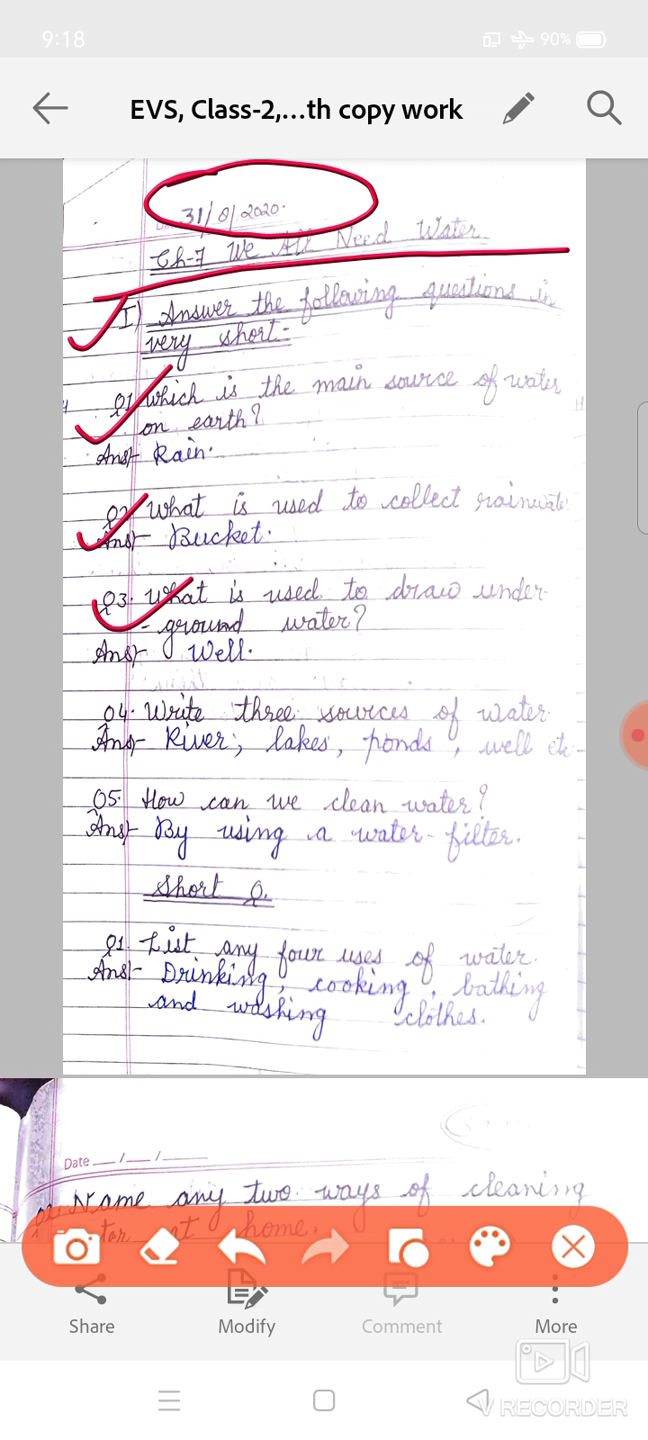 9:18
90%
EVS, Class-2,...th copy work
31/8/2020.
Ch-7 We All Need Water
I) Answer the following questions in
very short:-
Q1. Which is the main source of water
on earth?
Ans:- Rain.
Q2. What is used to collect rainwate
Ans:- Bucket.
Q3. What is used to draw under-
- ground water?
Ans:- Well.
Q4. Write three sources of water.
Ans:- River, lakes, ponds, well etc
Q5. How can we clean water?
Ans:- By using a water-filter.
Short Q.
Q1. List any four uses of water.
Ans:- Drinking, cooking, bathing
and washing clothes.
Date __/__/____
Name any two ways of cleaning
at home.
Share
Modify
Comment
More
V RECORDER